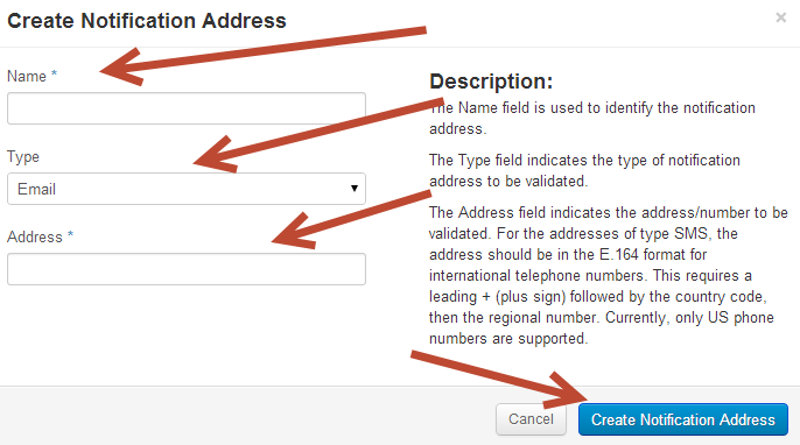 Create Notification Address
×
Name *
Type
Email
Address *
Description:
The Name field is used to identify the notification
address.
The Type field indicates the type of notification
address to be validated.
The Address field indicates the address/number to be
validated. For the addresses of type SMS, the
address should be in the E.164 format for
international telephone numbers. This requires a
leading + (plus sign) followed by the country code,
then the regional number. Currently, only US phone
numbers are supported.
Cancel
Create Notification Address